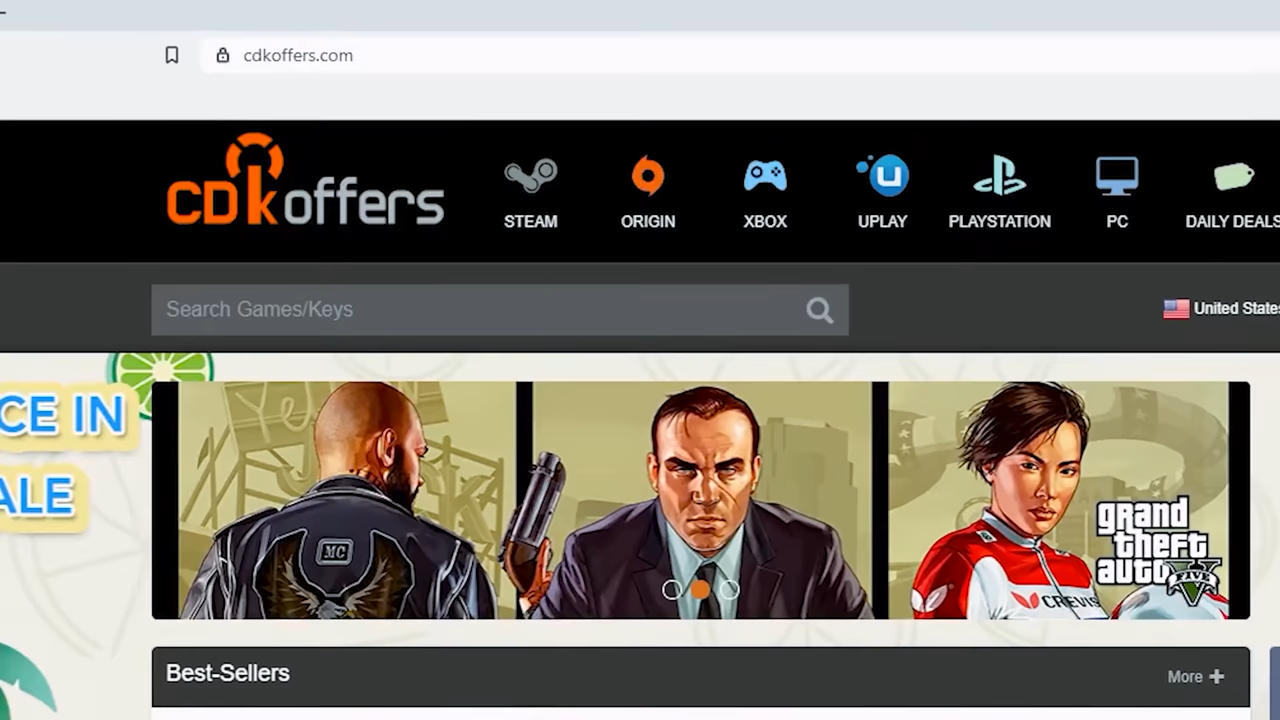 cdkoffers.com
CDkoffers
STEAM
ORIGIN
XBOX
UPLAY
PLAYSTATION
PC
DAILY DEALS
Search Games/Keys
United States
CE IN
ALE
MC
CREVIS
grand
theft
auto
FIVE
Best-Sellers
More +